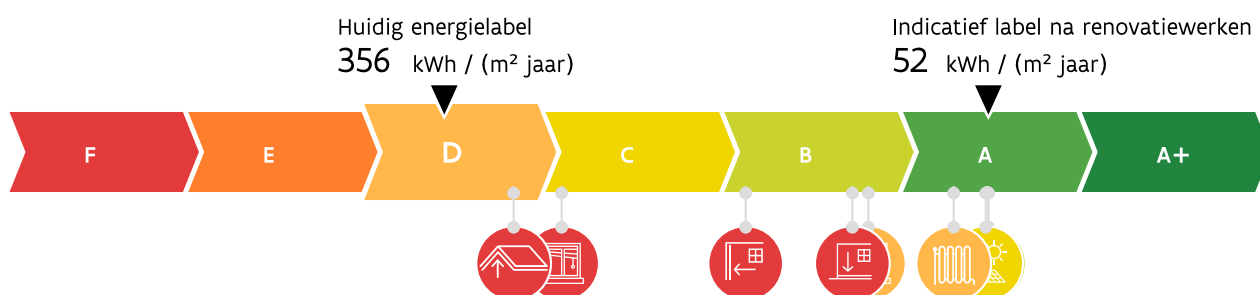 Huidig energielabel
356 kWh / (m² jaar)
Indicatief label na renovatiewerken
52 kWh / (m² jaar)
F E D C B A A+